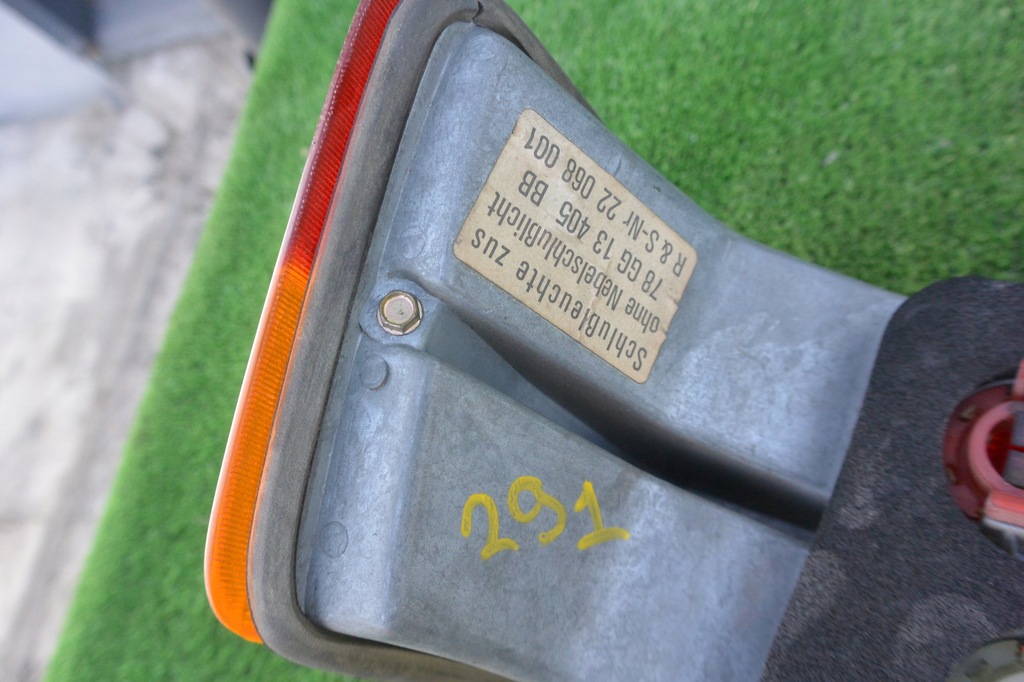 Schlußleuchte zus
ohne Nebelschlußlicht
78 GG 13 405 BB
R & S-Nr 22 068 001
291